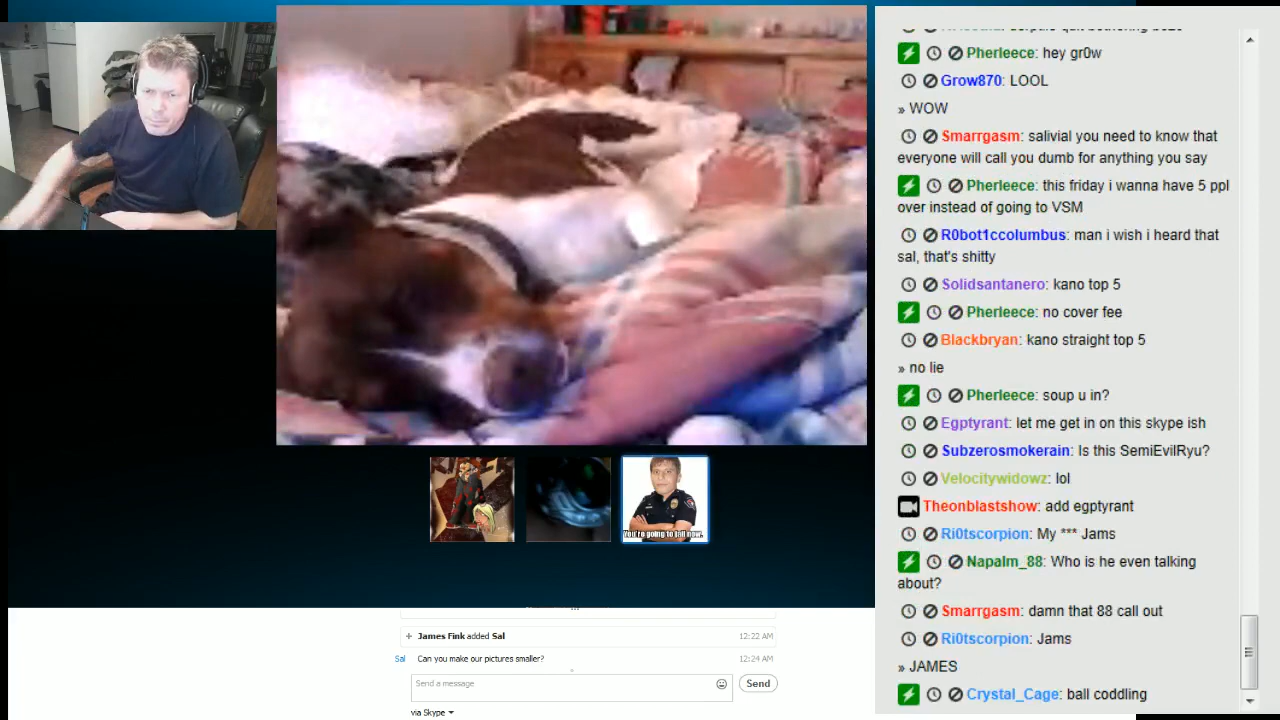 Pherleece: hey gr0w
Grow870: LOOL
» WOW
Smarrgasm: salivial you need to know that
everyone will call you dumb for anything you say
Pherleece: this friday i wanna have 5 ppl
over instead of going to VSM
R0bot1ccolumbus: man i wish i heard that
sal, that's shitty
Solidsantanero: kano top 5
Pherleece: no cover fee
Blackbryan: kano straight top 5
» no lie
Pherleece: soup u in?
Egptyrant: let me get in on this skype ish
Subzerosmokerain: Is this SemiEvilRyu?
Velocitywidowz: lol
Theonblastshow: add egptyrant
Ri0tscorpion: My *** Jams
Napalm_88: Who is he even talking
about?
Smarrgasm: damn that 88 call out
Ri0tscorpion: Jams
» JAMES
Crystal_Cage: ball coddling
You're going to jail now.
+ James Fink added Sal 12:22 AM
Sal Can you make our pictures smaller? 12:24 AM
Send a message Send
via Skype